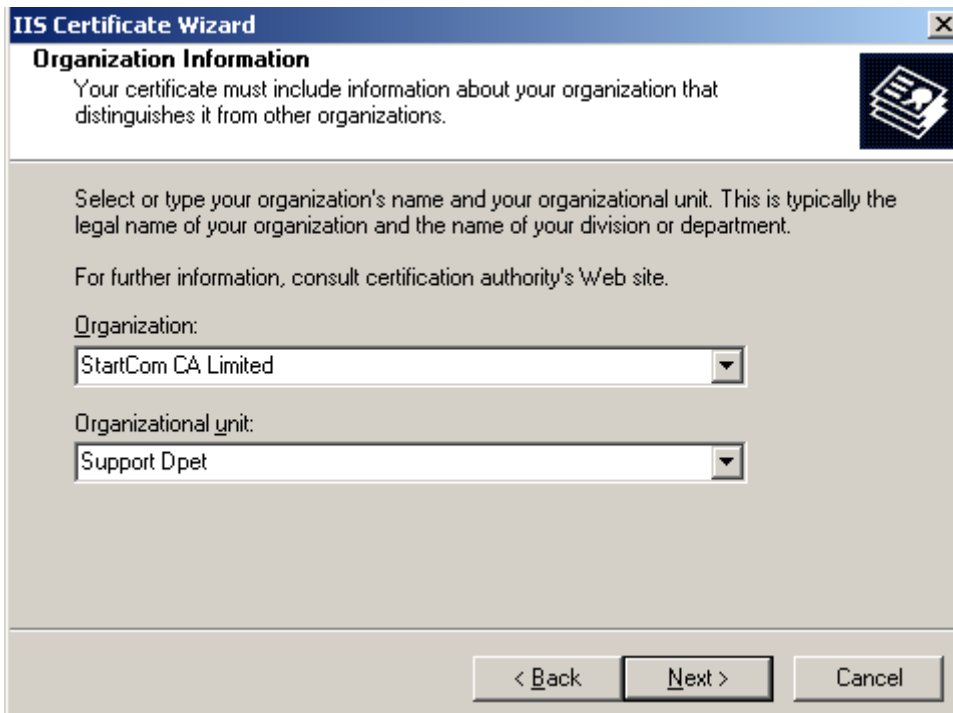 IIS Certificate Wizard
Organization Information
Your certificate must include information about your organization that
distinguishes it from other organizations.
Select or type your organization's name and your organizational unit. This is typically the
legal name of your organization and the name of your division or department.
For further information, consult certification authority's Web site.
Organization:
StartCom CA Limited
Organizational unit:
Support Dpet
< Back
Next >
Cancel